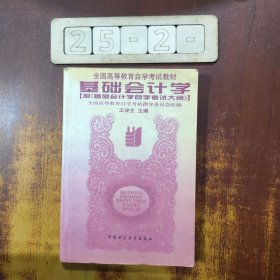 25-2-
全国高等教育自学考试教材
基础会计学
[附《基础会计学自学考试大纲》]
全国高等教育自学考试指导委员会组编
王俊生 主编
中国财政经济出版社